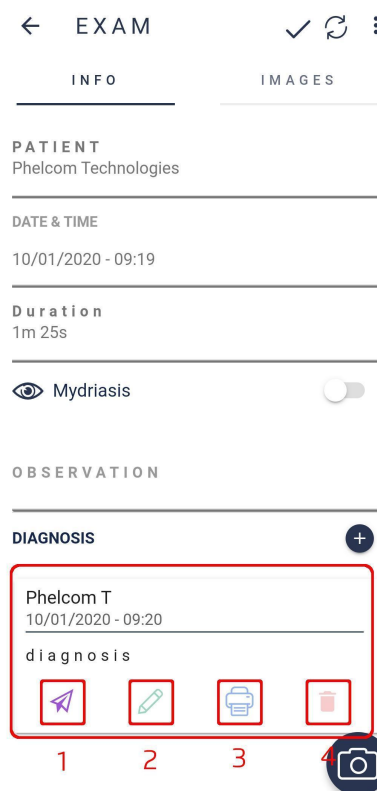 EXAM
INFO IMAGES
PATIENT
Phelcom Technologies
DATE & TIME
10/01/2020 - 09:19
Duration
1m 25s
Mydriasis
OBSERVATION
DIAGNOSIS
Phelcom T
10/01/2020 - 09:20
diagnosis
1 2 3 4